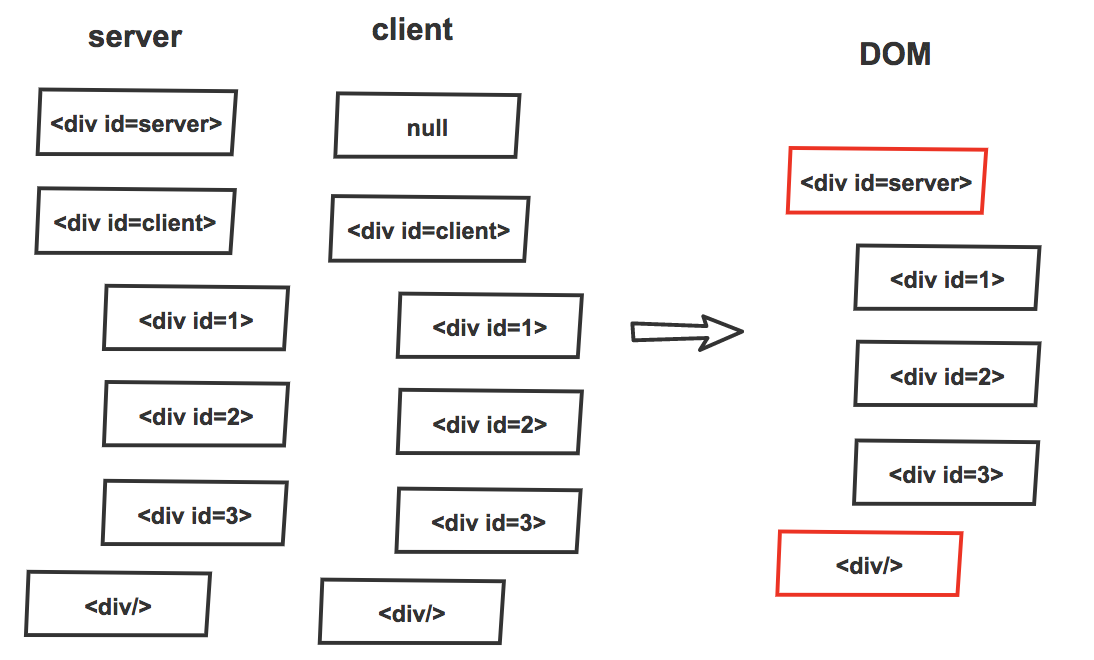 server
<div id=server>
<div id=client>
<div id=1>
<div id=2>
<div id=3>
<div/>
client
null
<div id=client>
<div id=1>
<div id=2>
<div id=3>
<div/>
DOM
<div id=server>
<div id=1>
<div id=2>
<div id=3>
<div/>